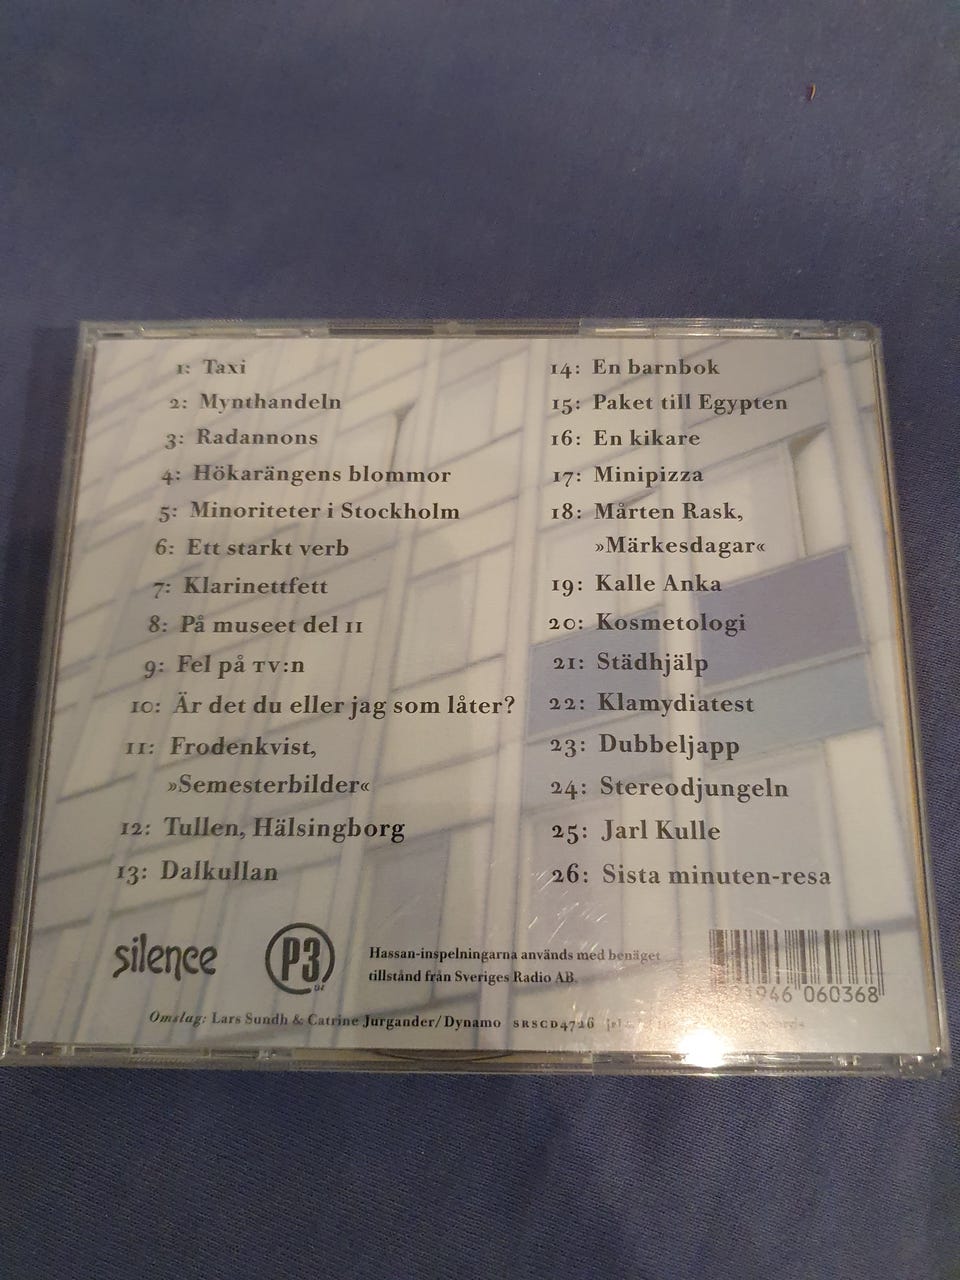 1: Taxi
2: Mynthandeln
3: Radannons
4: Hökarängens blommor
5: Minoriteter i Stockholm
6: Ett starkt verb
7: Klarinettfett
8: På museet del II
9: Fel på TV:n
10: Är det du eller jag som låter?
11: Frodenkvist,
»Semesterbilder«
12: Tullen, Hälsingborg
13: Dalkullan
14: En barnbok
15: Paket till Egypten
16: En kikare
17: Minipizza
18: Mårten Rask,
»Märkesdagar«
19: Kalle Anka
20: Kosmetologi
21: Städhjälp
22: Klamydiatest
23: Dubbeljapp
24: Stereodjungeln
25: Jarl Kulle
26: Sista minuten-resa
silence
P3
Hassan-inspelningarna används med benäget
tillstånd från Sveriges Radio AB.
946 060368
Omslag: Lars Sundh & Catrine Jurgander/Dynamo SRSCD4726